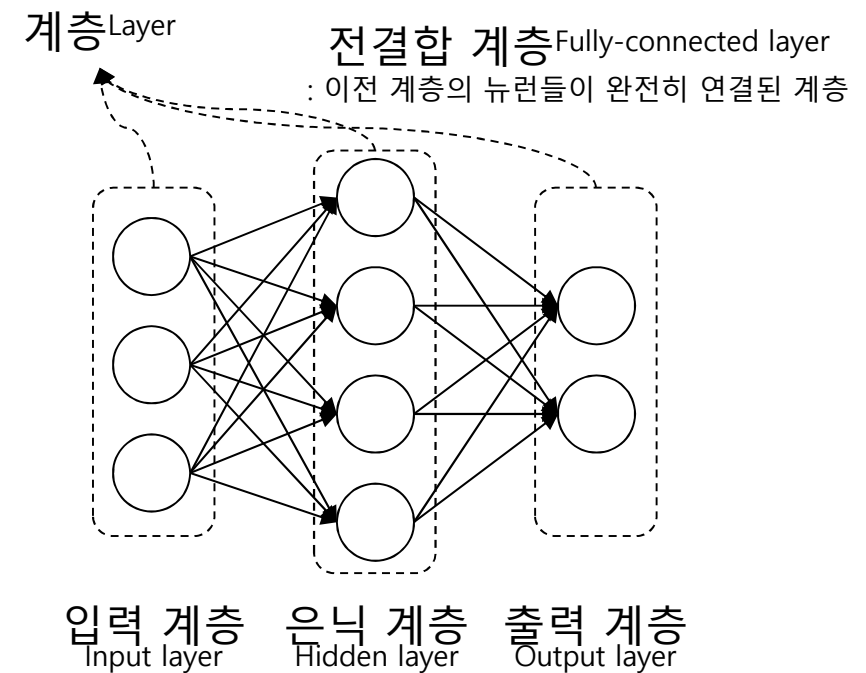 계층Layer
전결합 계층Fully-connected layer
: 이전 계층의 뉴런들이 완전히 연결된 계층
입력 계층
Input layer
은닉 계층
Hidden layer
출력 계층
Output layer